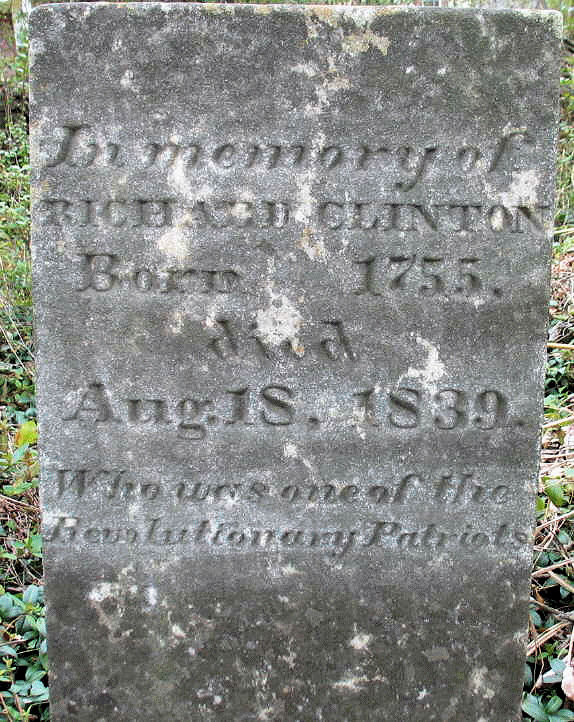 In memory of
RICHARD CLINTON
Born 1755.
died
Aug. 18. 1839.
Who was one of the
Revolutionary Patriots